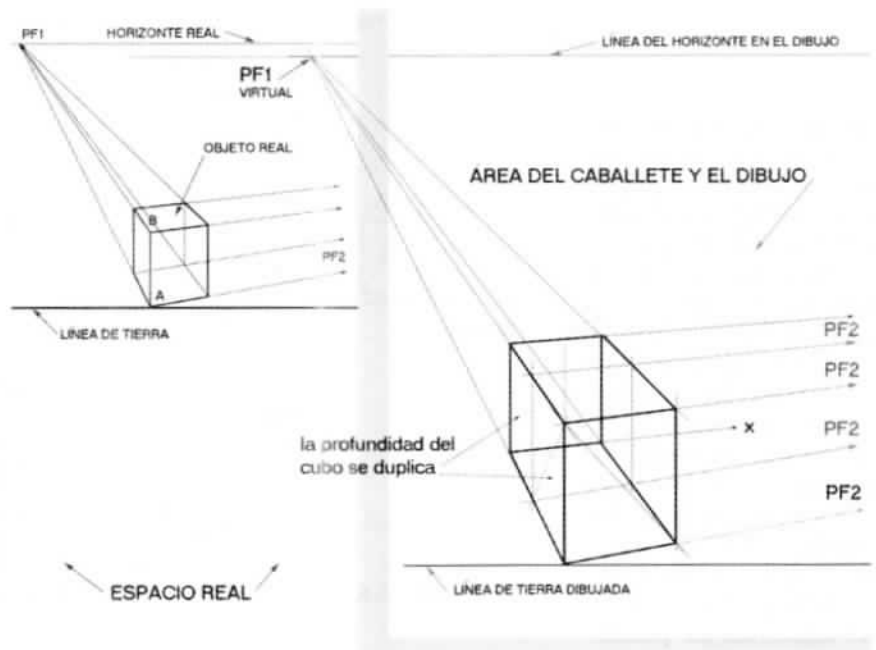 PF1
HORIZONTE REAL
LINEA DEL HORIZONTE EN EL DIBUJO
PF1
VIRTUAL
OBJETO REAL
ÁREA DEL CABALLETE Y EL DIBUJO
B
A
PF2
LINEA DE TIERRA
PF2
PF2
x
PF2
PF2
la profundidad del
cubo se duplica
ESPACIO REAL
LINEA DE TIERRA DIBUJADA